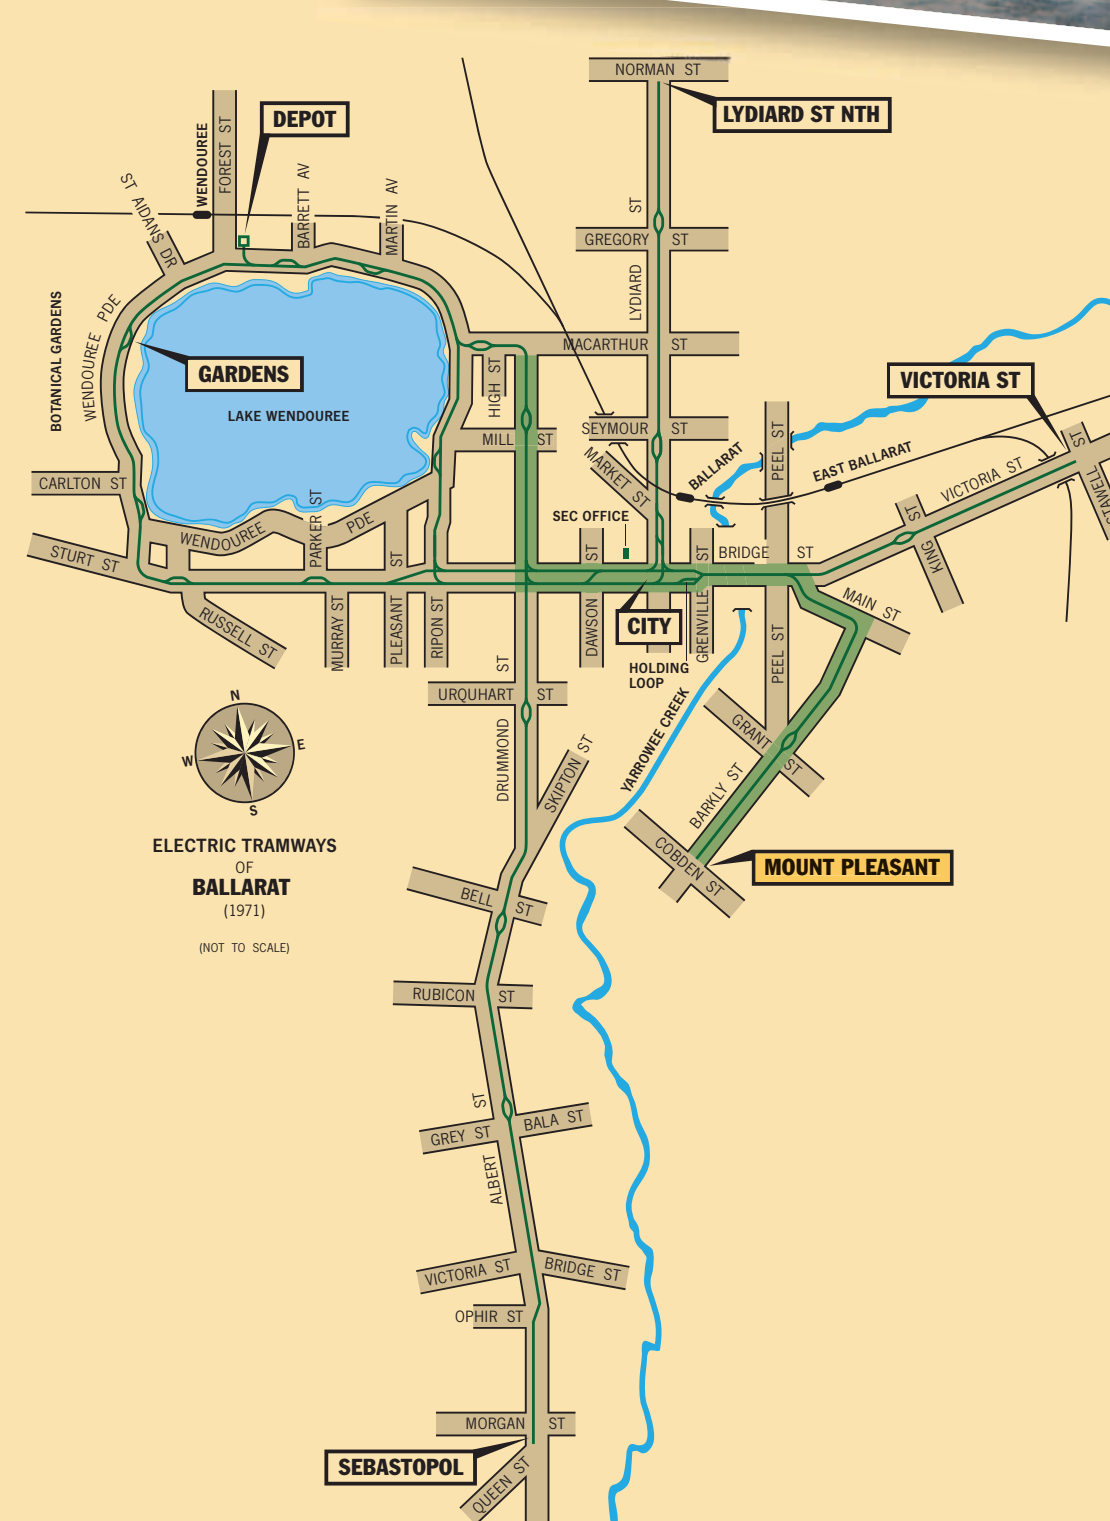 NORMAN ST
LYDIARD ST NTH
DEPOT
WENDOUREE
FOREST ST
BARRETT AV
MARTIN AV
ST AIDANS DR
ST
GREGORY ST
LYDIARD
BOTANICAL GARDENS
WENDOUREE PDE
GARDENS
LAKE WENDOUREE
MACARTHUR ST
HIGH ST
VICTORIA ST
SEYMOUR ST
MILL ST
PEEL ST
BALLARAT
EAST BALLARAT
VICTORIA ST
ST
STAWELL
MARKET ST
CARLTON ST
PARKER ST
WENDOUREE PDE
SEC OFFICE
ST
KING
STURT ST
ST
ST
ST
BRIDGE ST
RUSSELL ST
MURRAY ST
PLEASANT
RIPON ST
DAWSON
CITY
GRENVILLE
MAIN ST
HOLDING
LOOP
PEEL ST
ST
URQUHART ST
YARROWEE CREEK
GRANT
ST
DRUMMOND
SKIPTON ST
BARKLY ST
N
E
W
S
ELECTRIC TRAMWAYS
OF
BALLARAT
(1971)
(NOT TO SCALE)
COBDEN ST
MOUNT PLEASANT
BELL ST
RUBICON ST
ST
GREY ST
BALA ST
ALBERT
VICTORIA ST
BRIDGE ST
OPHIR ST
MORGAN ST
SEBASTOPOL
QUEEN ST